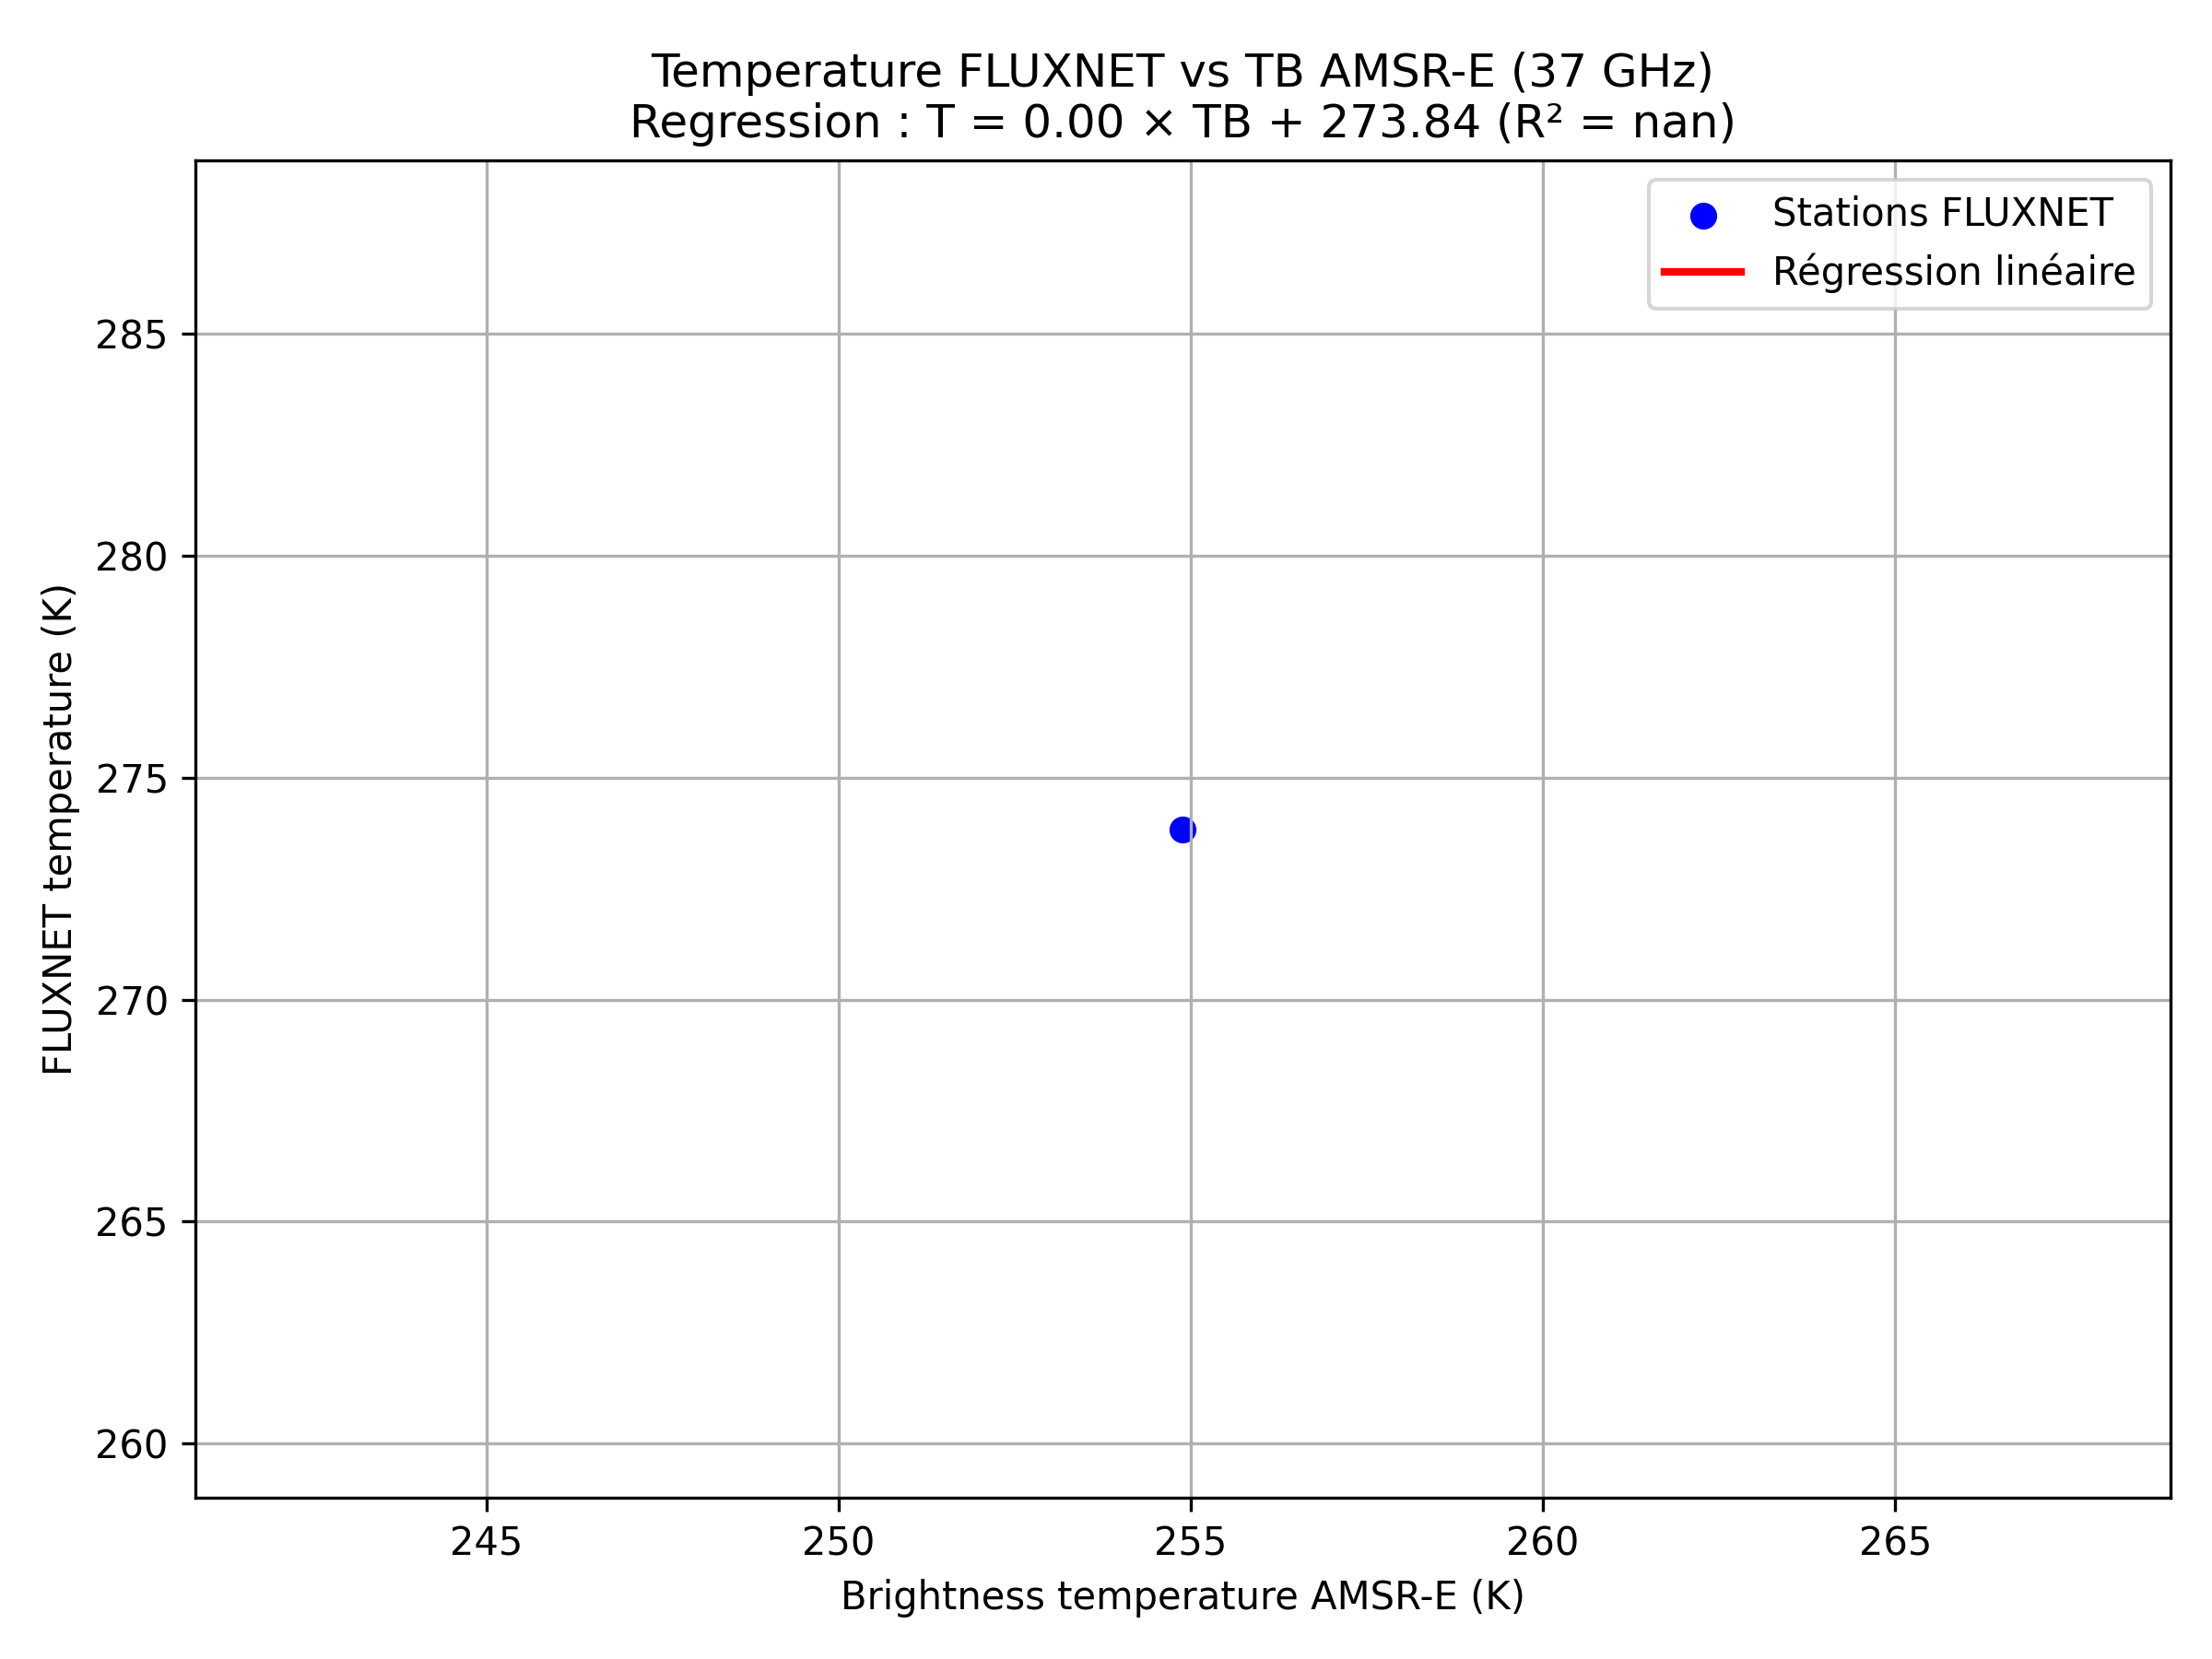 Temperature FLUXNET vs TB AMSR-E (37 GHz)
Regression : T = 0.00 × TB + 273.84 (R² = nan)
Stations FLUXNET
Régression linéaire
FLUXNET temperature (K)
285
280
275
270
265
260
245 250 255 260 265
Brightness temperature AMSR-E (K)